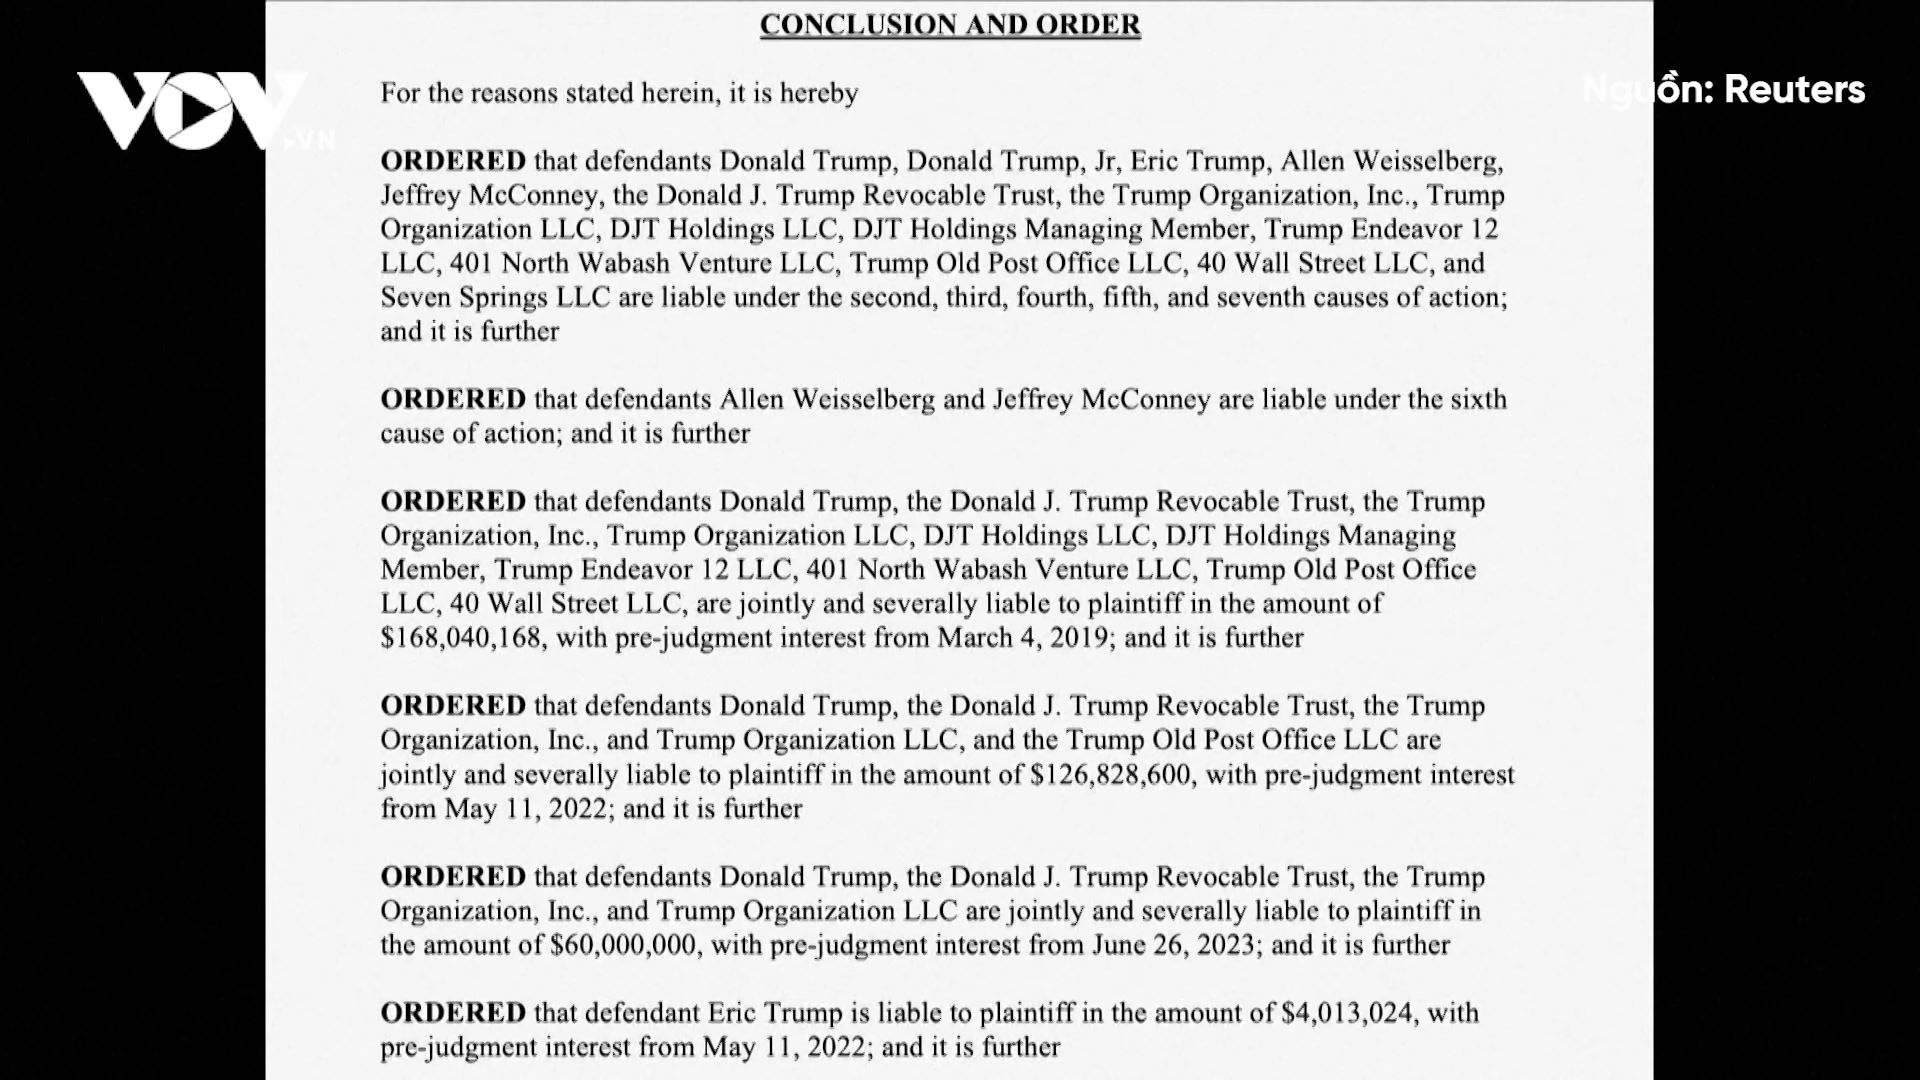 CONCLUSION AND ORDER
VOV
.VN
Nguồn: Reuters
For the reasons stated herein, it is hereby
ORDERED that defendants Donald Trump, Donald Trump, Jr, Eric Trump, Allen Weisselberg,
Jeffrey McConney, the Donald J. Trump Revocable Trust, the Trump Organization, Inc., Trump
Organization LLC, DJT Holdings LLC, DJT Holdings Managing Member, Trump Endeavor 12
LLC, 401 North Wabash Venture LLC, Trump Old Post Office LLC, 40 Wall Street LLC, and
Seven Springs LLC are liable under the second, third, fourth, fifth, and seventh causes of action;
and it is further
ORDERED that defendants Allen Weisselberg and Jeffrey McConney are liable under the sixth
cause of action; and it is further
ORDERED that defendants Donald Trump, the Donald J. Trump Revocable Trust, the Trump
Organization, Inc., Trump Organization LLC, DJT Holdings LLC, DJT Holdings Managing
Member, Trump Endeavor 12 LLC, 401 North Wabash Venture LLC, Trump Old Post Office
LLC, 40 Wall Street LLC, are jointly and severally liable to plaintiff in the amount of
$168,040,168, with pre-judgment interest from March 4, 2019; and it is further
ORDERED that defendants Donald Trump, the Donald J. Trump Revocable Trust, the Trump
Organization, Inc., and Trump Organization LLC, and the Trump Old Post Office LLC are
jointly and severally liable to plaintiff in the amount of $126,828,600, with pre-judgment interest
from May 11, 2022; and it is further
ORDERED that defendants Donald Trump, the Donald J. Trump Revocable Trust, the Trump
Organization, Inc., and Trump Organization LLC are jointly and severally liable to plaintiff in
the amount of $60,000,000, with pre-judgment interest from June 26, 2023; and it is further
ORDERED that defendant Eric Trump is liable to plaintiff in the amount of $4,013,024, with
pre-judgment interest from May 11, 2022; and it is further